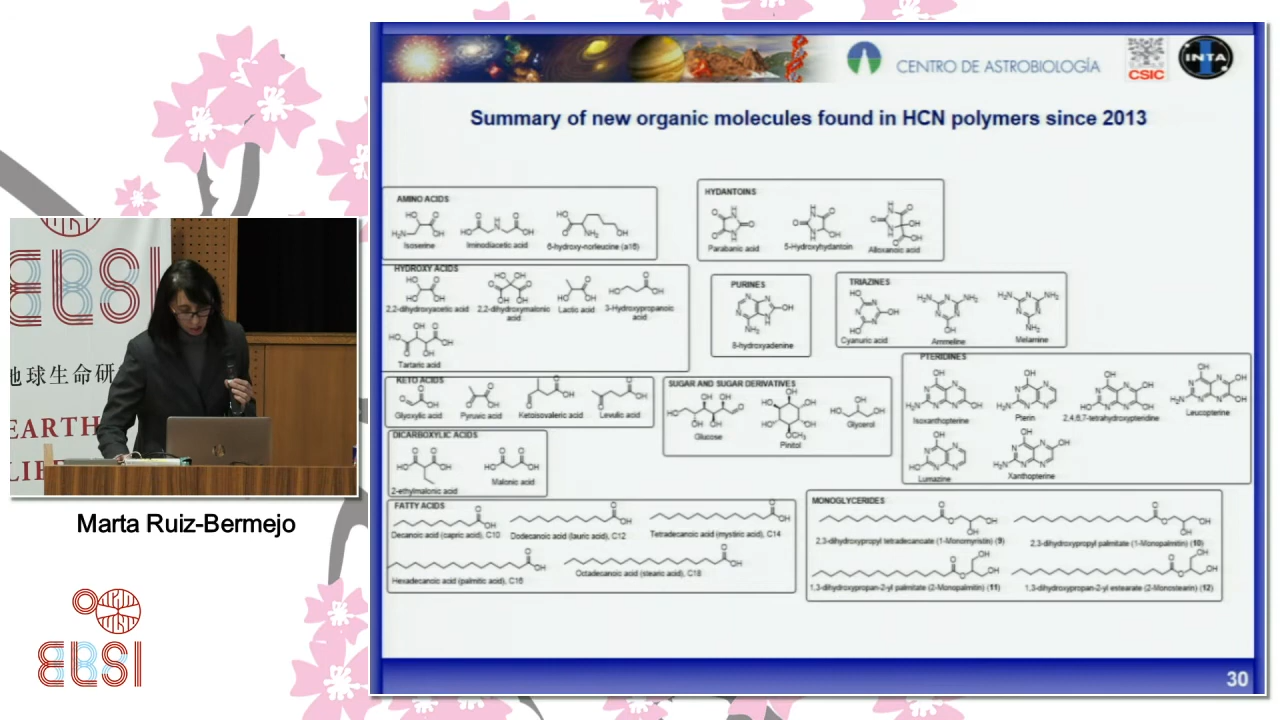 CENTRO DE ASTROBIOLOGÍA
CSIC
INTA
Summary of new organic molecules found in HCN polymers since 2013
AMINO ACIDS
Isoserine
Iminodiacetic acid
6-hydroxy-norleucine (a16)
HYDANTOINS
Parabanic acid
5-Hydroxyhydantoin
Alloxanoic acid
HYDROXY ACIDS
2,2-dihydroxyacetic acid
2,2-dihydroxymalonic
acid
Lactic acid
3-Hydroxypropanoic
acid
Tartaric acid
PURINES
8-hydroxyadenine
TRIAZINES
Cyanuric acid
Ammeline
Melamine
PTERIDINES
Isoxanthopterine
Pterin
2,4,6,7-tetrahydroxypteridine
Leucopterine
Lumazine
Xanthopterine
KETO ACIDS
Glyoxylic acid
Pyruvic acid
Ketoisovaleric acid
Levulic acid
SUGAR AND SUGAR DERIVATIVES
Glucose
Pinitol
Glycerol
DICARBOXYLIC ACIDS
2-ethylmalonic acid
Malonic acid
FATTY ACIDS
Decanoic acid (capric acid), C10
Dodecanoic acid (lauric acid), C12
Tetradecanoic acid (myristic acid), C14
Hexadecanoic acid (palmitic acid), C16
Octadecanoic acid (stearic acid), C18
MONOGLYCERIDES
2,3-dihydroxypropyl tetradecanoate (1-Monomyristin) (9)
2,3-dihydroxypropyl palmitate (1-Monopalmitin) (10)
1,3-dihydroxypropan-2-yl palmitate (2-Monopalmitin) (11)
1,3-dihydroxypropan-2-yl estearate (2-Monostearin) (12)
30
ELSI
地球生命研
EARTH
LIFE
Marta Ruiz-Bermejo
ELSI